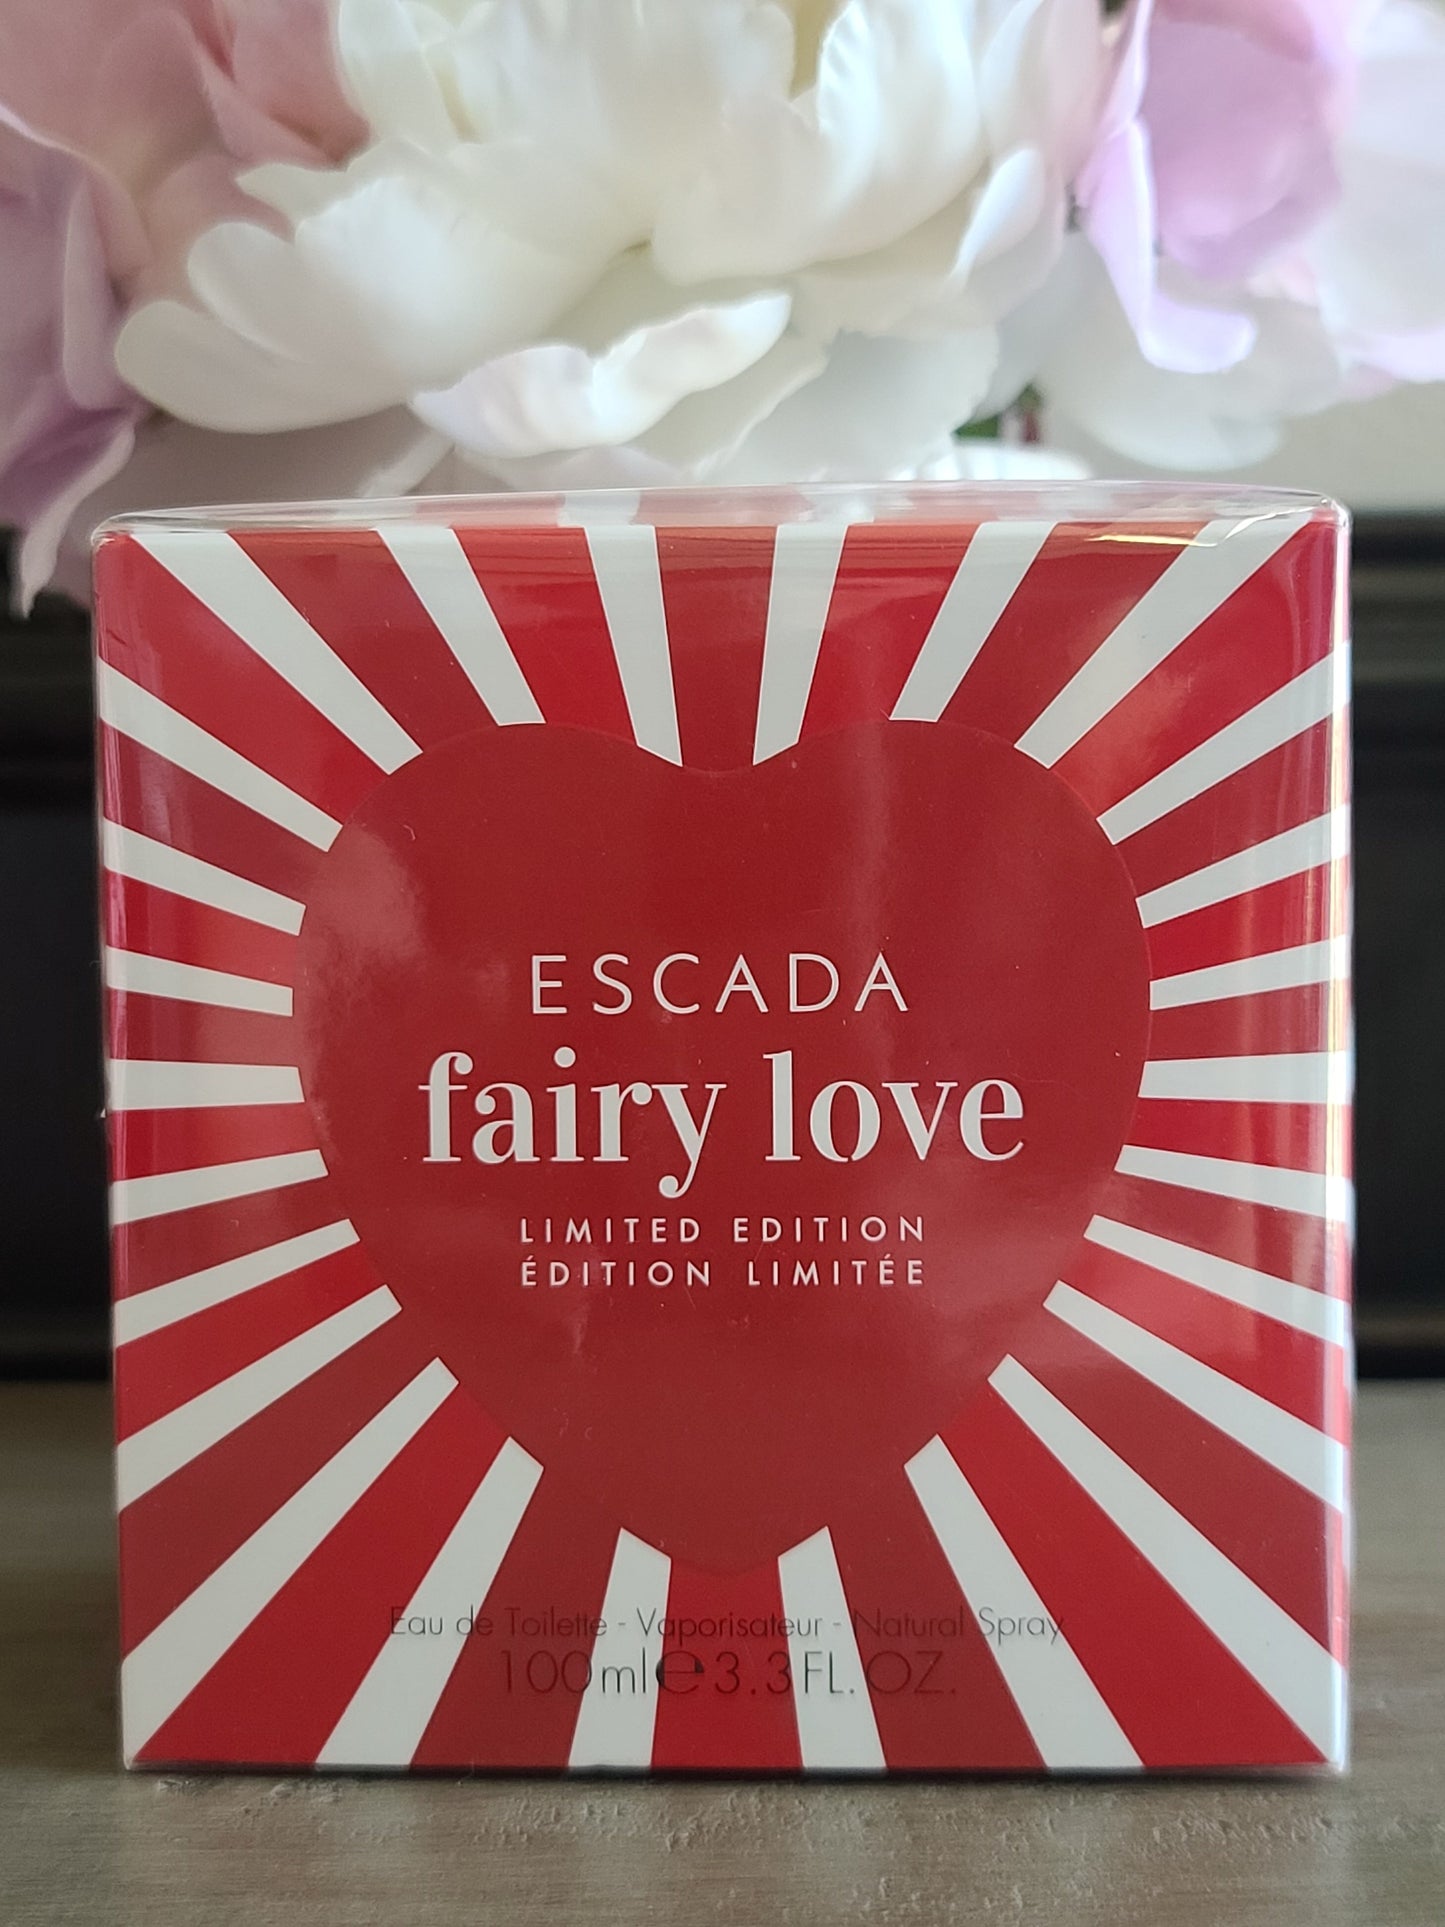 ESCADA
fairy love
LIMITED EDITION
ÉDITION LIMITÉE
Eau de Toilette - Vaporisateur - Natural Spray
100ml e 3.3 FL. OZ.